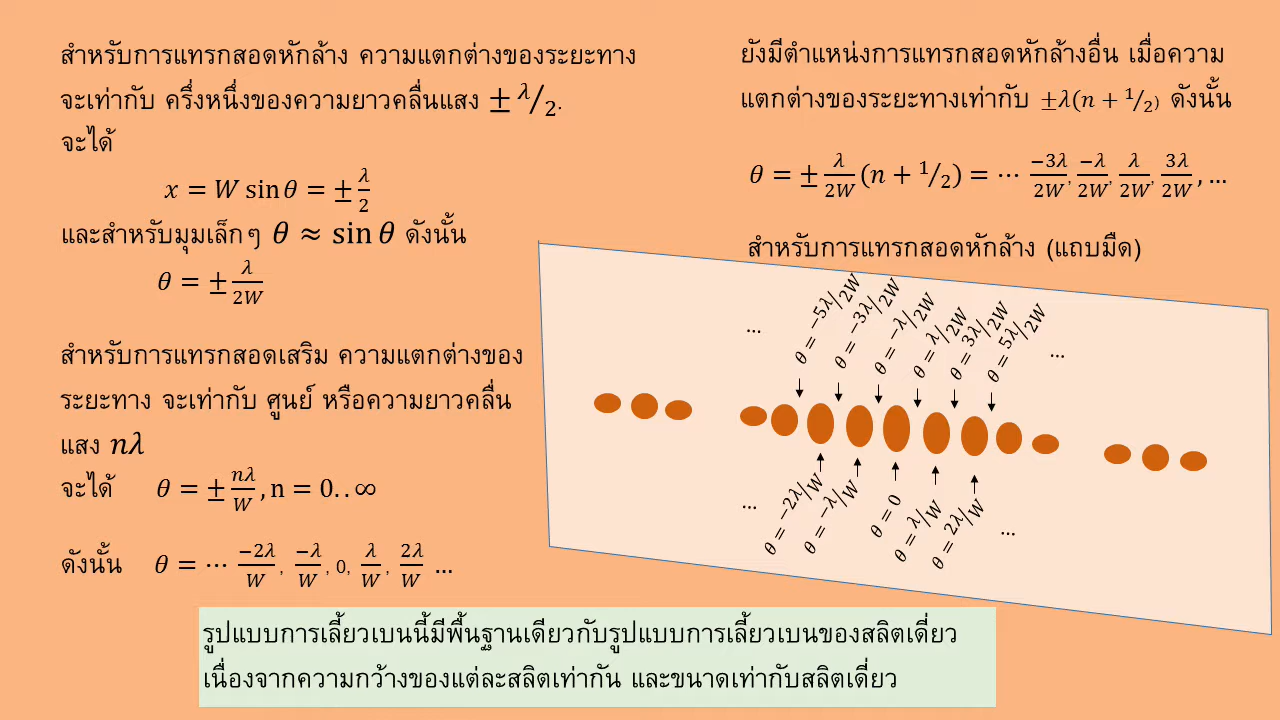 สำหรับการแทรกสอดหักล้าง ความแตกต่างของระยะทาง
จะเท่ากับ ครึ่งหนึ่งของความยาวคลื่นแสง ± λ/2.
จะได้
x = W sin θ = ± λ/2
และสำหรับมุมเล็กๆ θ ≈ sin θ ดังนั้น
θ = ± λ/2W
สำหรับการแทรกสอดเสริม ความแตกต่างของ
ระยะทาง จะเท่ากับ ศูนย์ หรือความยาวคลื่น
แสง nλ
จะได้ θ = ± nλ/W , n = 0. . ∞
ดังนั้น θ = ⋯ −2λ/W , −λ/W , 0, λ/W , 2λ/W …
ยังมีตำแหน่งการแทรกสอดหักล้างอื่น เมื่อความ
แตกต่างของระยะทางเท่ากับ ±λ(n + 1/2) ดังนั้น
θ = ± λ/2W (n + 1/2) = ⋯ −3λ/2W , −λ/2W , λ/2W , 3λ/2W , …
สำหรับการแทรกสอดหักล้าง (แถบมืด)
…
θ = −5λ/2W
θ = −3λ/2W
θ = −λ/2W
θ = λ/2W
θ = 3λ/2W
θ = 5λ/2W
…
…
θ = −2λ/W
θ = −λ/W
θ = 0
θ = λ/W
θ = 2λ/W
…
รูปแบบการเลี้ยวเบนนี้มีพื้นฐานเดียวกับรูปแบบการเลี้ยวเบนของสลิตเดี่ยว
เนื่องจากความกว้างของแต่ละสลิตเท่ากัน และขนาดเท่ากับสลิตเดี่ยว